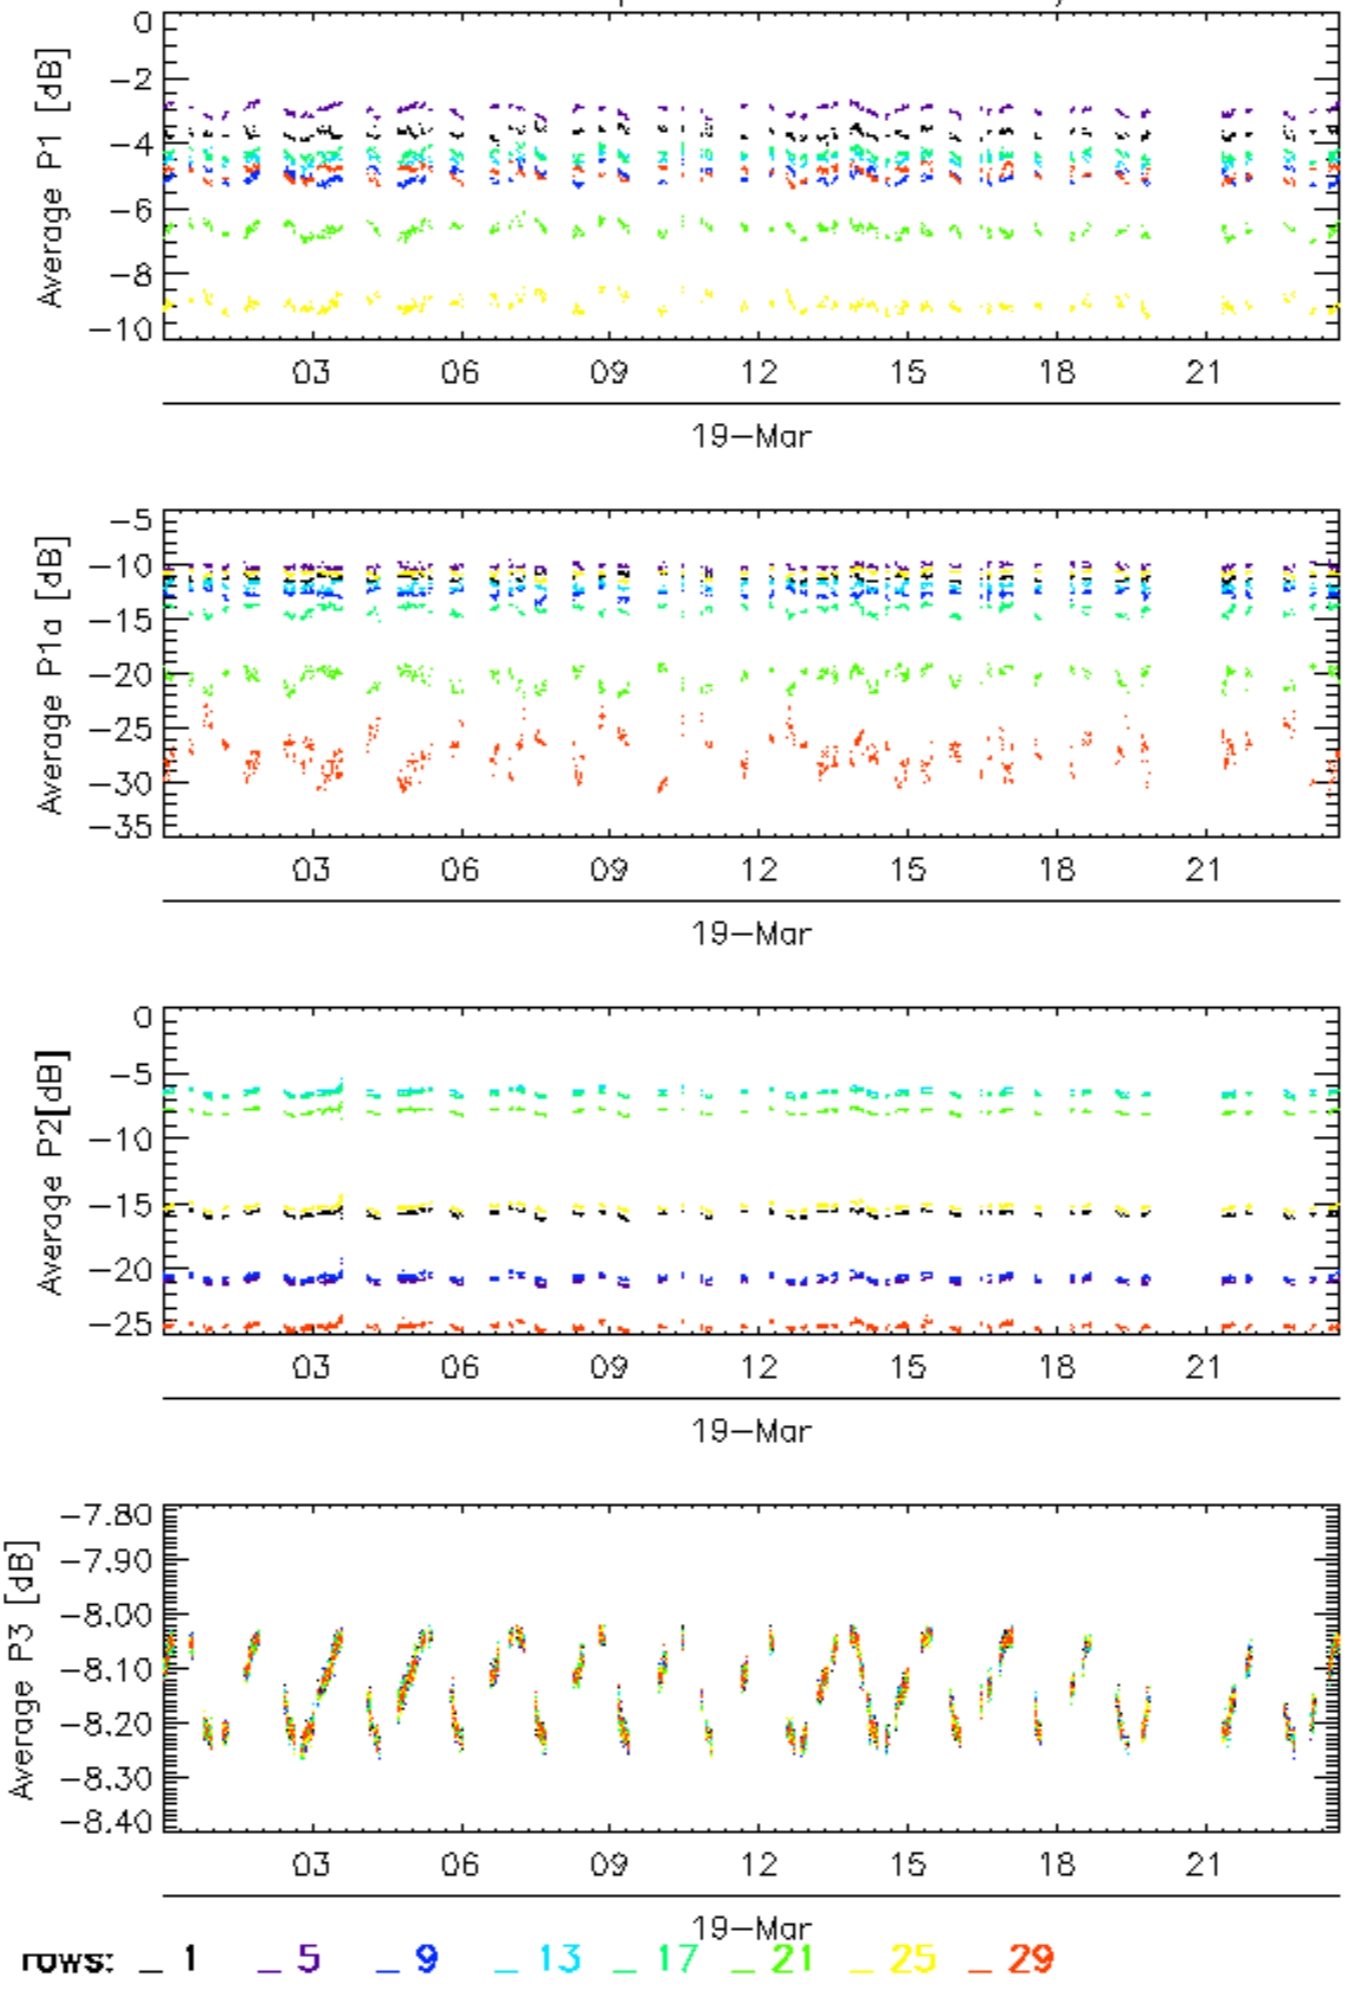 0
−2
−4
−6
−8
−10
Average P1 [dB]
03 06 09 12 15 18 21
19−Mar
−5
−10
−15
−20
−25
−30
−35
Average P1a [dB]
03 06 09 12 15 18 21
19−Mar
0
−5
−10
−15
−20
−25
Average P2[dB]
03 06 09 12 15 18 21
19−Mar
−7.80
−7.90
−8.00
−8.10
−8.20
−8.30
−8.40
Average P3 [dB]
03 06 09 12 15 18 21
19−Mar
rows: _ 1 _ 5 _ 9 _ 13 _ 17 _ 21 _ 25 _ 29